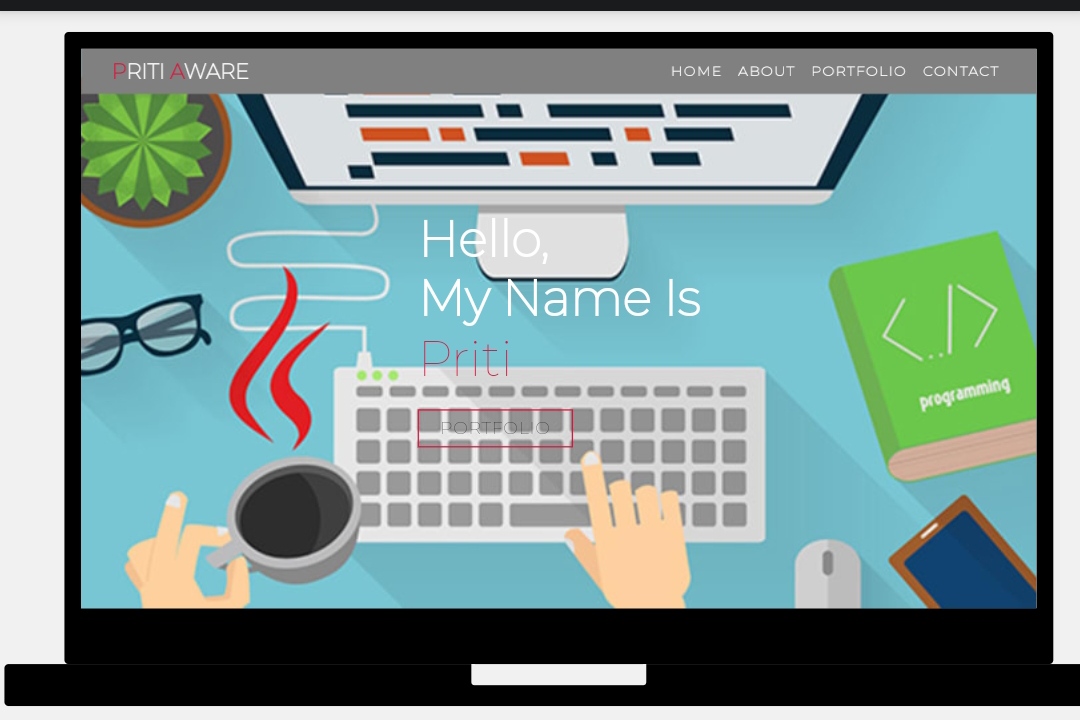 PRITI AWARE
HOME ABOUT PORTFOLIO CONTACT
Hello,
My Name Is
Priti
PORTFOLIO
</> programming